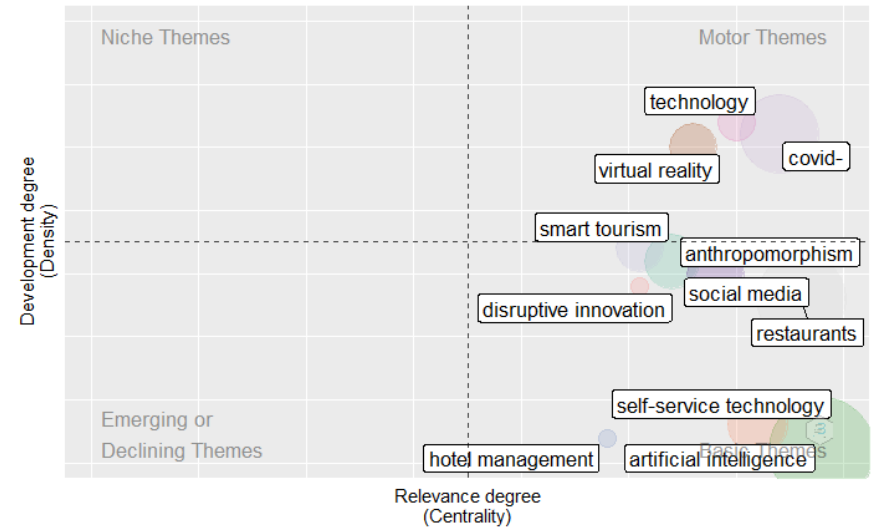 Niche Themes
Motor Themes
technology
covid-
virtual reality
smart tourism
anthropomorphism
social media
disruptive innovation
restaurants
Emerging or
Declining Themes
self-service technology
hotel management
artificial intelligence
Basic Themes
Development degree
(Density)
Relevance degree
(Centrality)